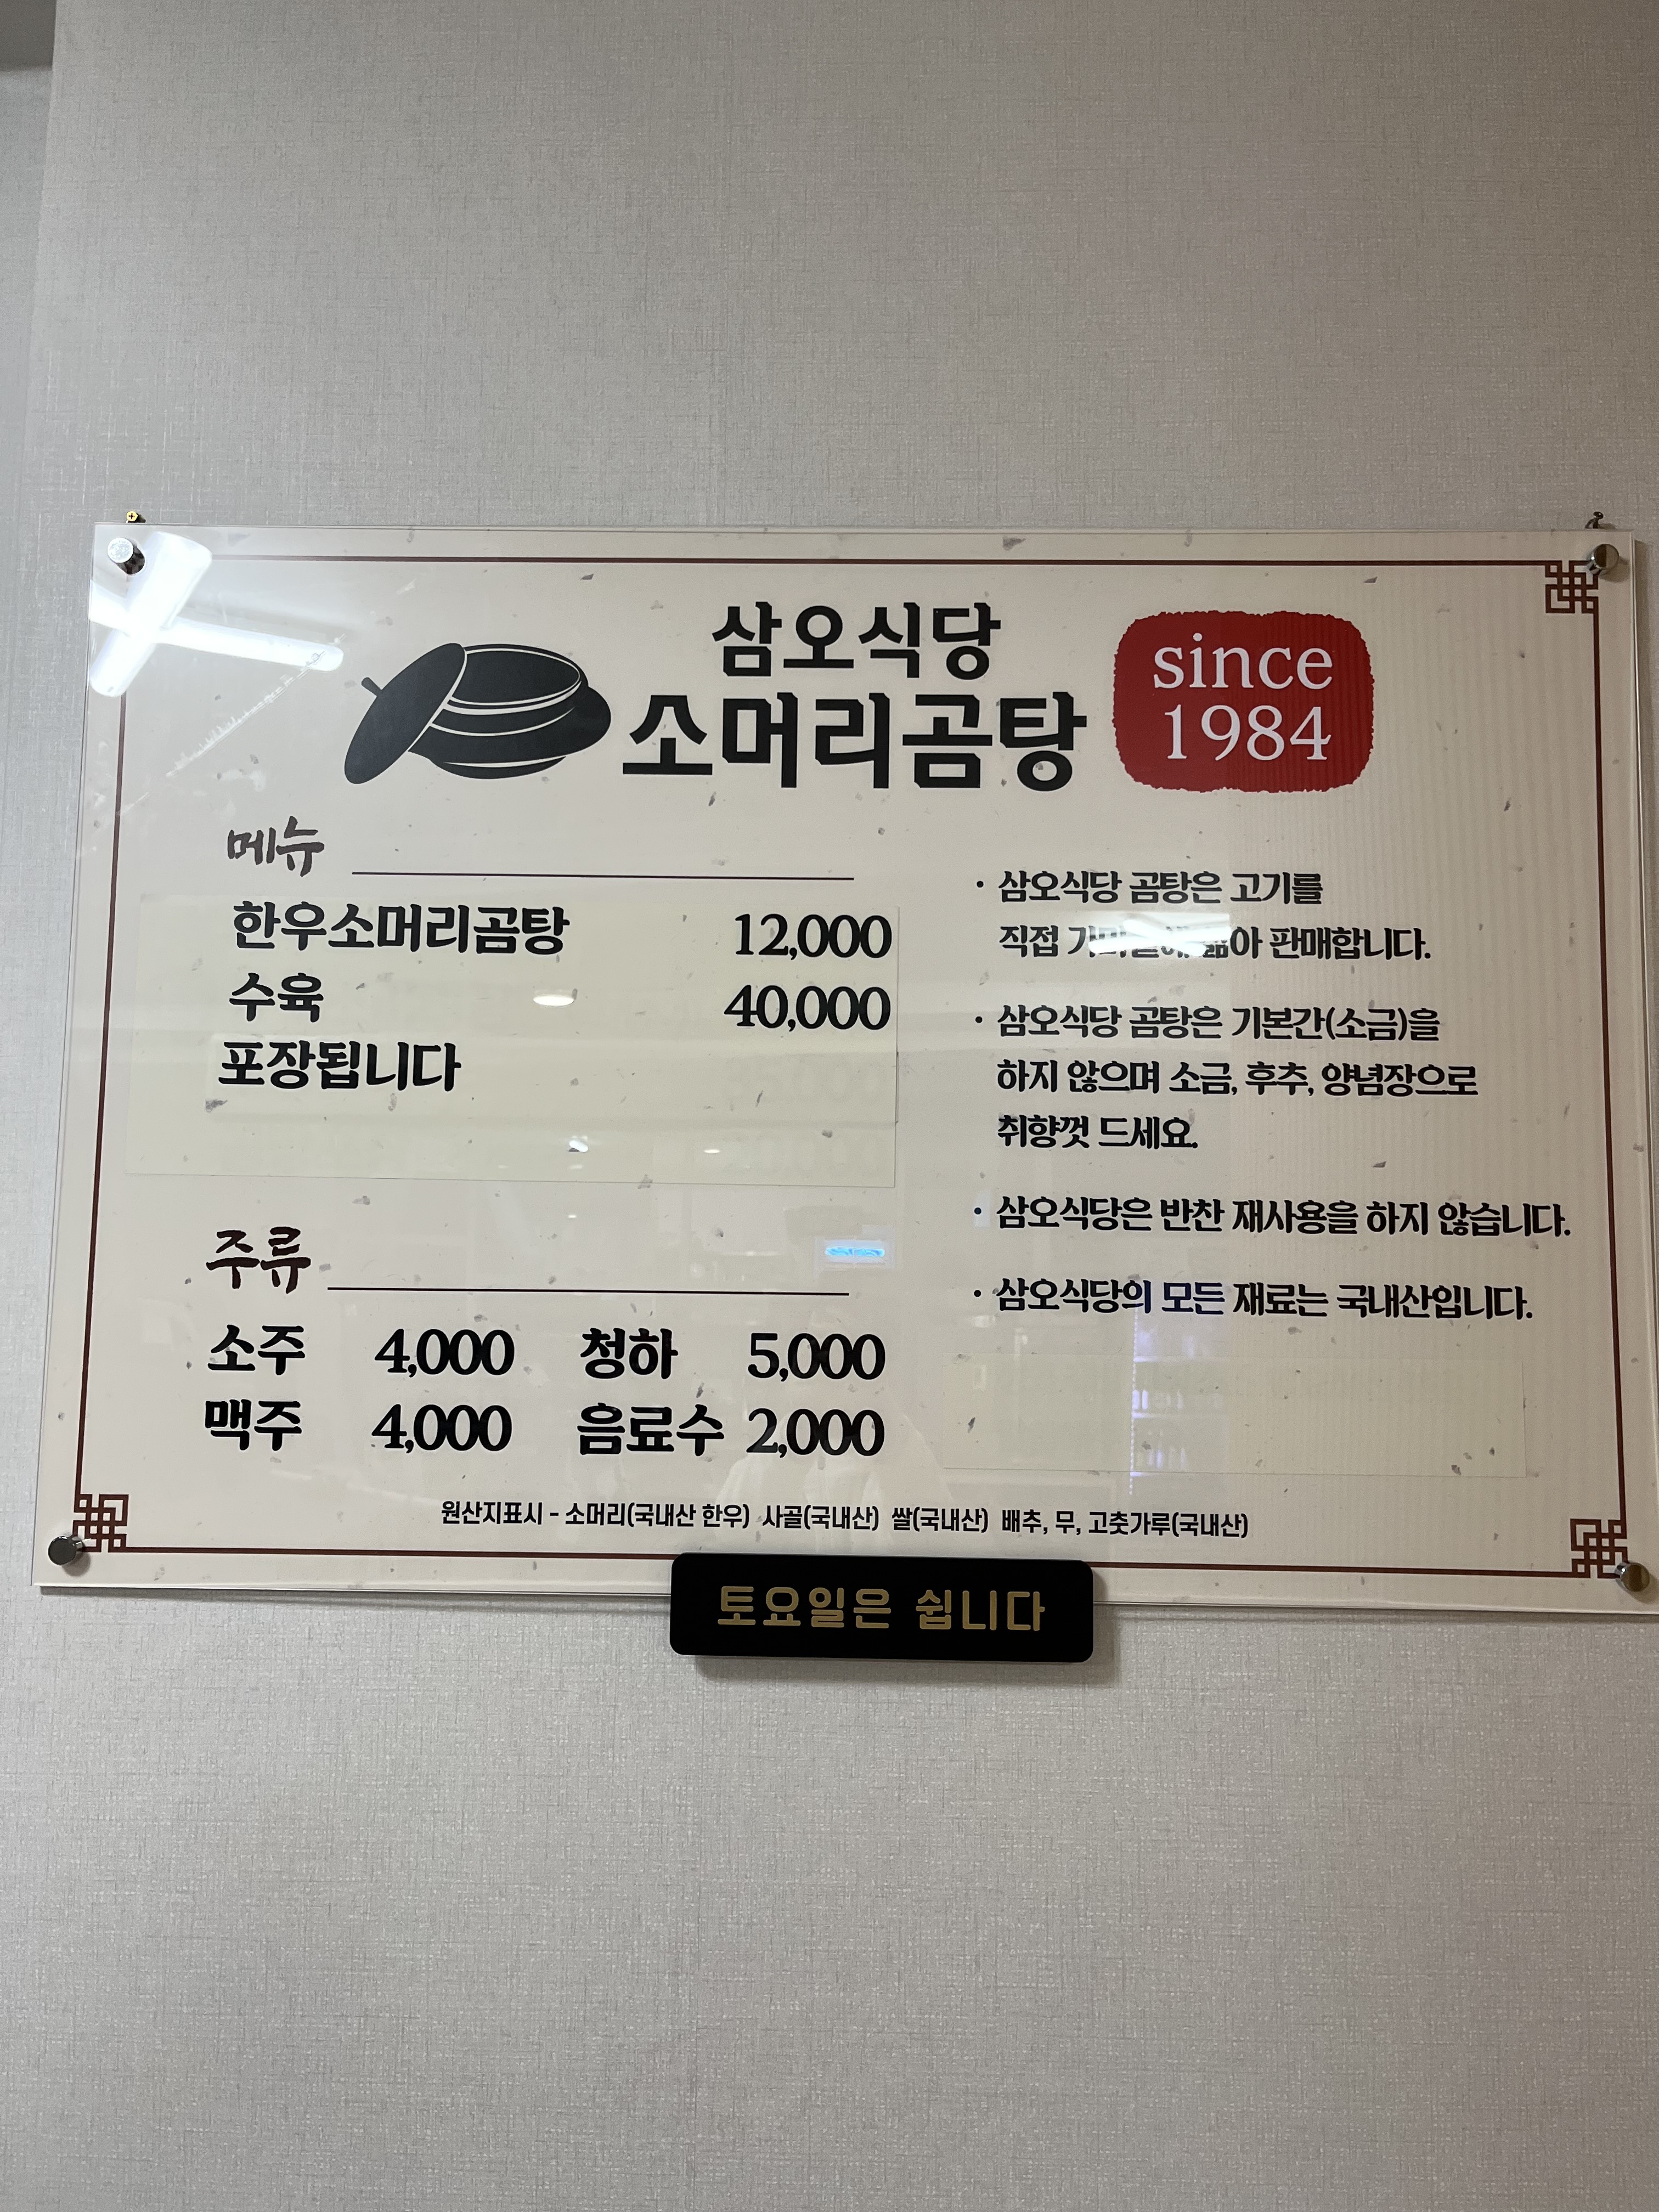 삼오식당
소머리곰탕
since
1984
메뉴
한우소머리곰탕 12,000
수육 40,000
포장됩니다
주류
소주 4,000 청하 5,000
맥주 4,000 음료수 2,000
· 삼오식당 곰탕은 고기를
직접 삶아 판매합니다.
· 삼오식당 곰탕은 기본간(소금)을
하지 않으며 소금, 후추, 양념장으로
취향껏 드세요.
· 삼오식당은 반찬 재사용을 하지 않습니다.
· 삼오식당의 모든 재료는 국내산입니다.
원산지표시 - 소머리(국내산 한우) 사골(국내산) 쌀(국내산) 배추, 무, 고춧가루(국내산)
토요일은 쉽니다